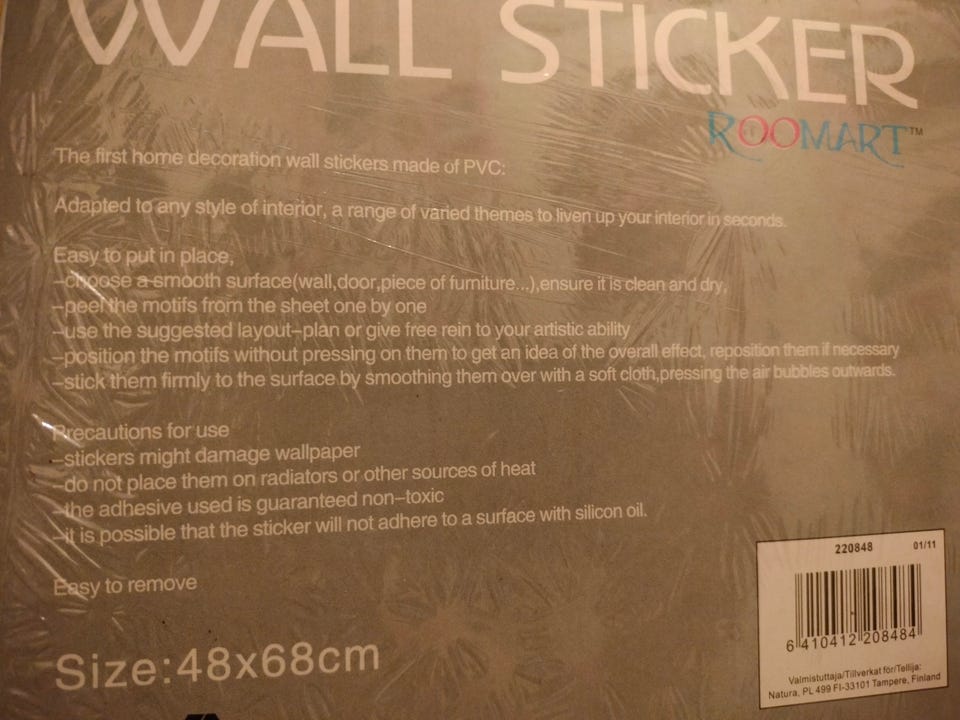 WALL STICKER
ROOMART™
The first home decoration wall stickers made of PVC:
Adapted to any style of interior, a range of varied themes to liven up your interior in seconds.
Easy to put in place,
-choose a smooth surface(wall,door,piece of furniture...),ensure it is clean and dry,
-peel the motifs from the sheet one by one
-use the suggested layout-plan or give free rein to your artistic ability
-position the motifs without pressing on them to get an idea of the overall effect, reposition them if necessary
-stick them firmly to the surface by smoothing them over with a soft cloth,pressing the air bubbles outwards.
Precautions for use
-stickers might damage wallpaper
-do not place them on radiators or other sources of heat
-the adhesive used is guaranteed non-toxic
-it is possible that the sticker will not adhere to a surface with silicon oil.
Easy to remove
Size:48x68cm
220848 01/11
6 410412 208484
Valmistuttaja/Tillverkat för/Tellija:
Natura, PL 499 FI-33101 Tampere, Finland